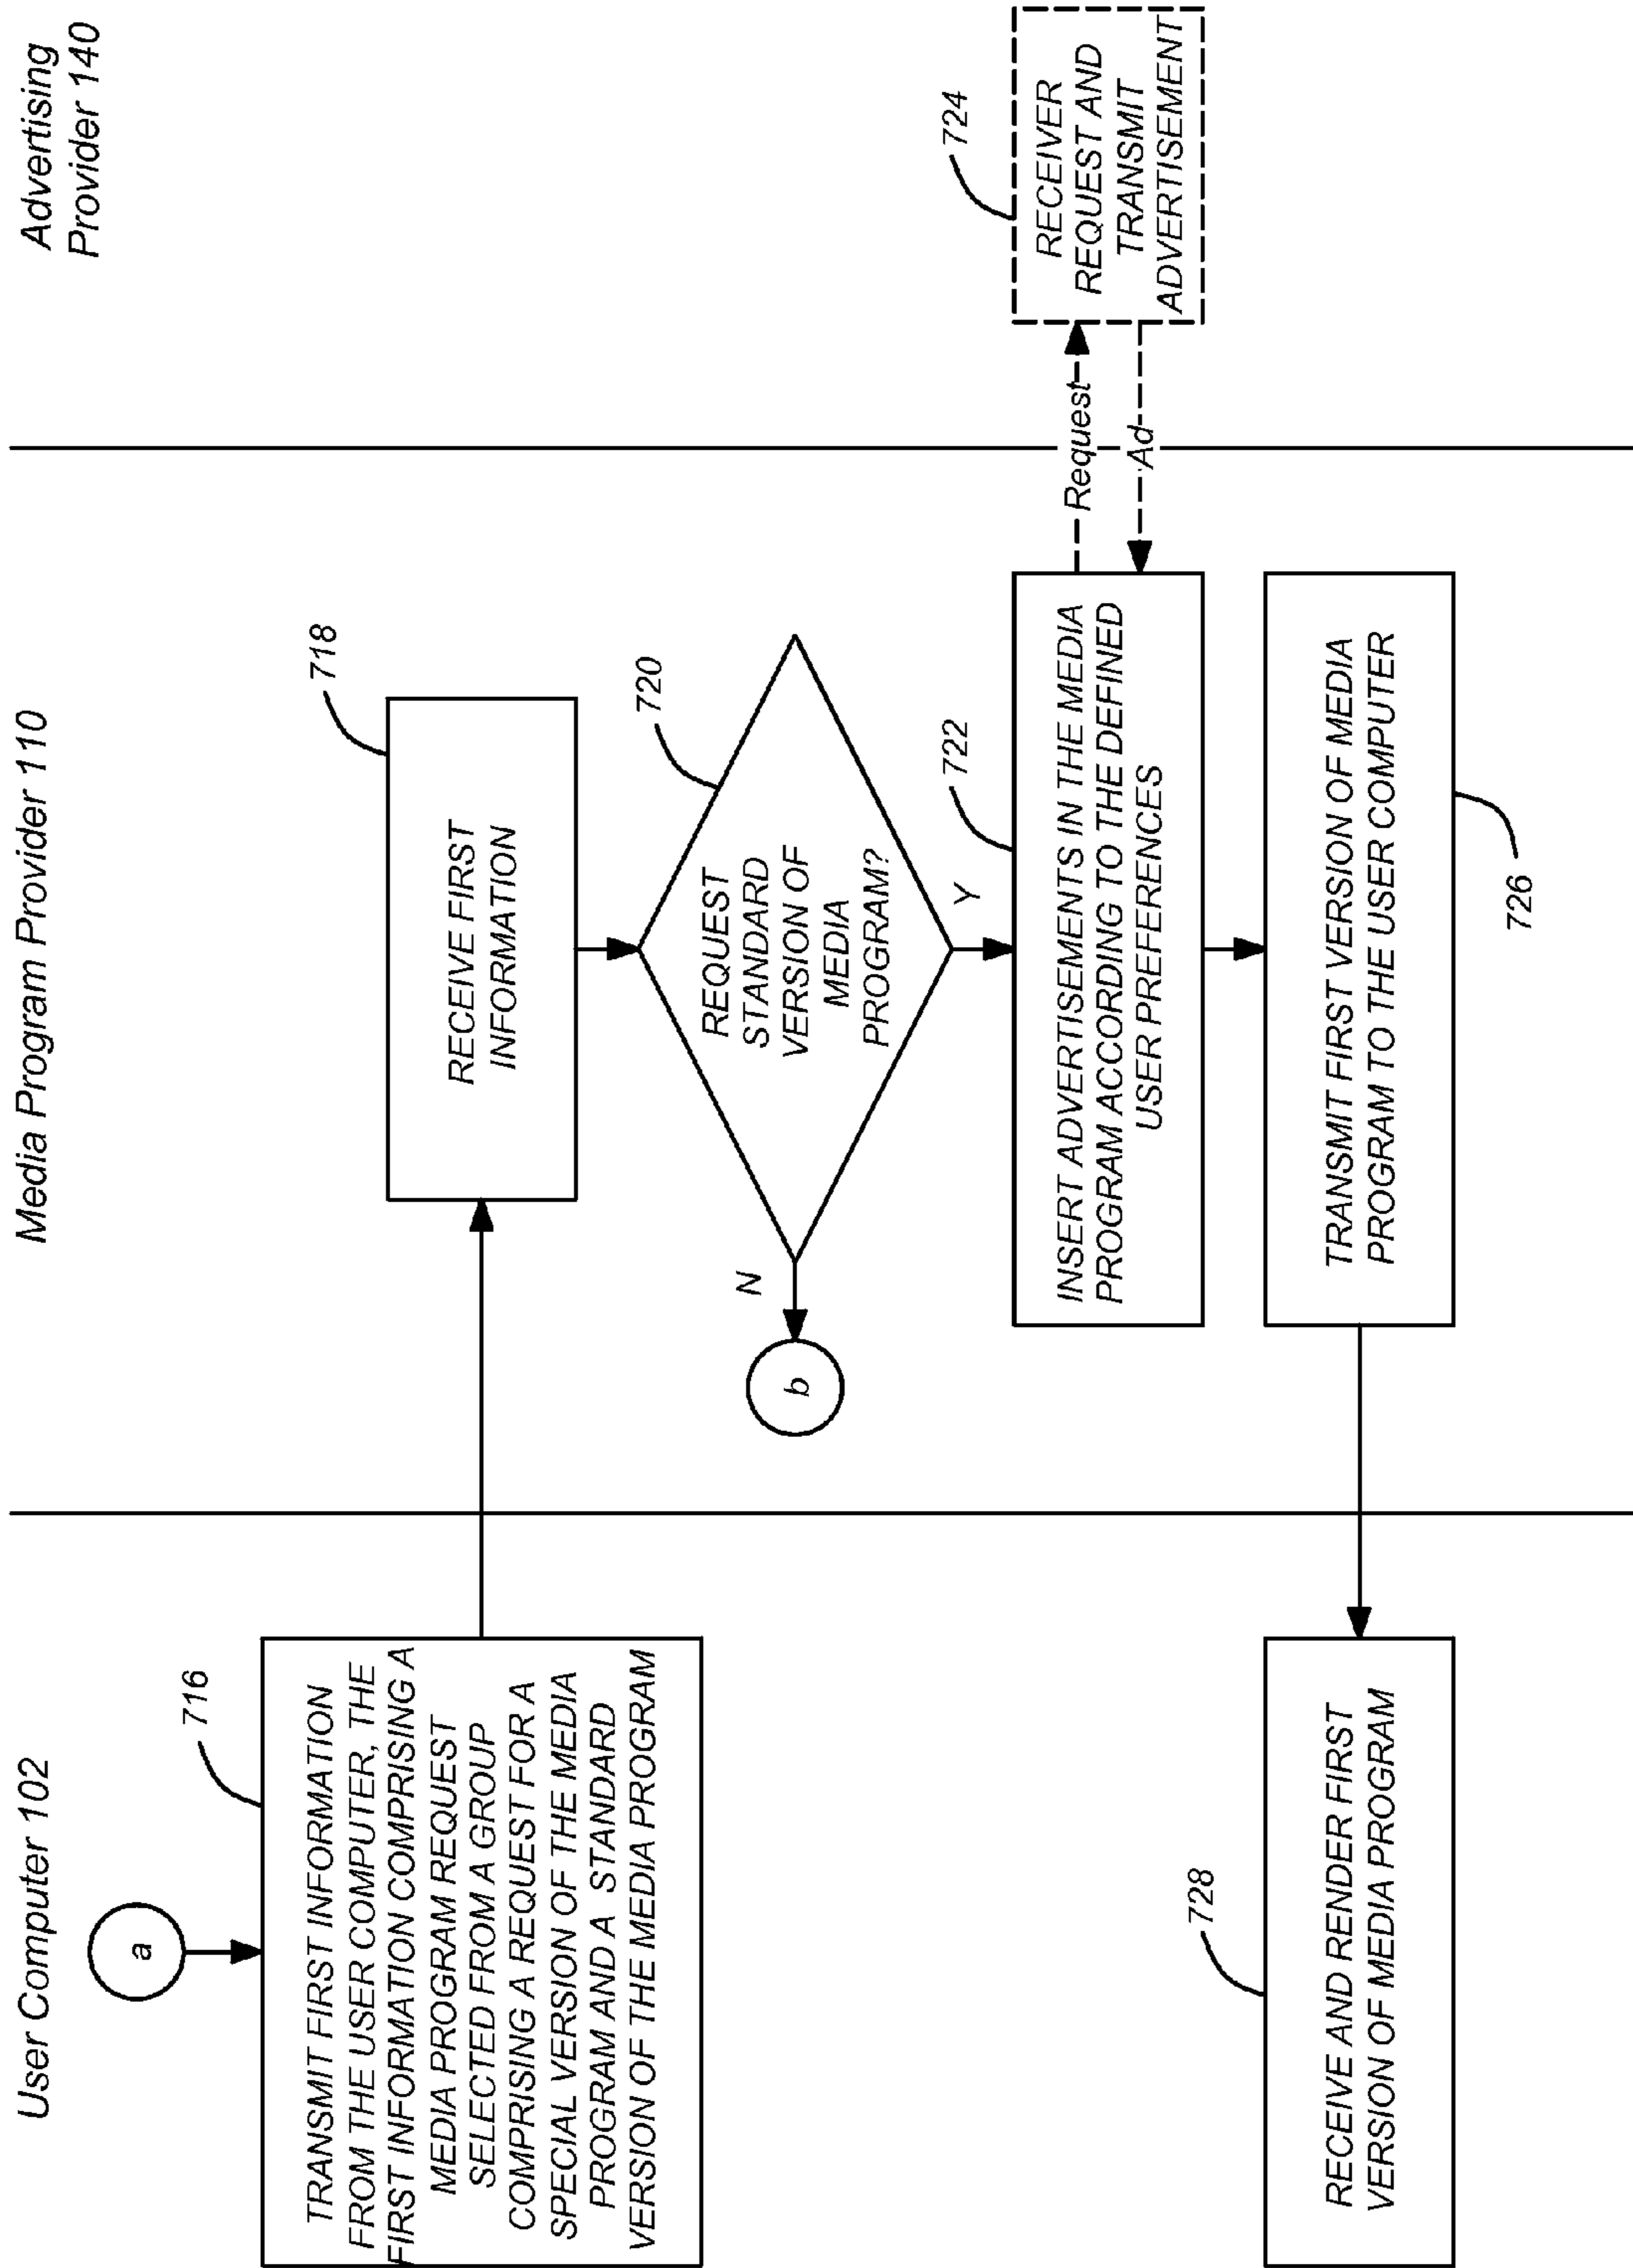 User Computer 102
Media Program Provider 110
Advertising
Provider 140
a
716
TRANSMIT FIRST INFORMATION
FROM THE USER COMPUTER, THE
FIRST INFORMATION COMPRISING A
MEDIA PROGRAM REQUEST
SELECTED FROM A GROUP
COMPRISING A REQUEST FOR A
SPECIAL VERSION OF THE MEDIA
PROGRAM AND A STANDARD
VERSION OF THE MEDIA PROGRAM
718
RECEIVE FIRST
INFORMATION
720
REQUEST
STANDARD
VERSION OF
MEDIA
PROGRAM?
N
b
Y
722
INSERT ADVERTISEMENTS IN THE MEDIA
PROGRAM ACCORDING TO THE DEFINED
USER PREFERENCES
Request
Ad
724
RECEIVER
REQUEST AND
TRANSMIT
ADVERTISEMENT
TRANSMIT FIRST VERSION OF MEDIA
PROGRAM TO THE USER COMPUTER
726
728
RECEIVE AND RENDER FIRST
VERSION OF MEDIA PROGRAM